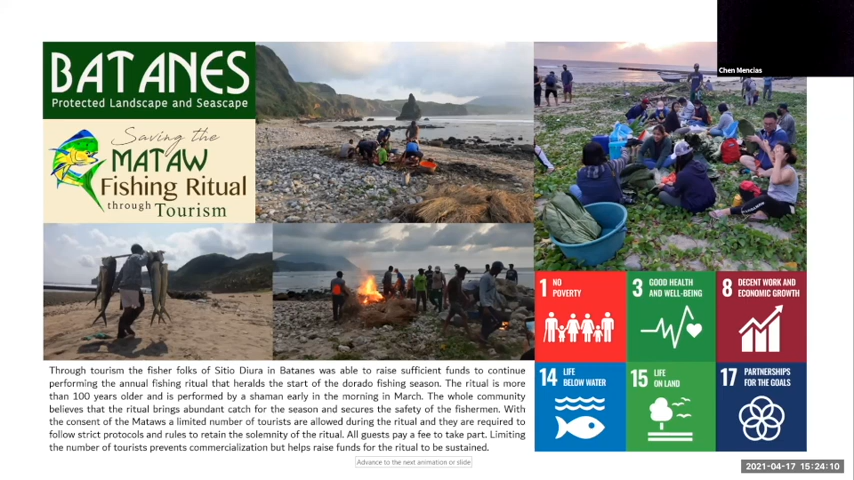 BATANES
Protected Landscape and Seascape
Saving the
MATAW
Fishing Ritual
through Tourism
Chen Mencias
1 NO
POVERTY
3 GOOD HEALTH
AND WELL-BEING
8 DECENT WORK AND
ECONOMIC GROWTH
14 LIFE
BELOW WATER
15 LIFE
ON LAND
17 PARTNERSHIPS
FOR THE GOALS
Through tourism the fisher folks of Sitio Diura in Batanes was able to raise sufficient funds to continue
performing the annual fishing ritual that heralds the start of the dorado fishing season. The ritual is more
than 100 years older and is performed by a shaman early in the morning in March. The whole community
believes that the ritual brings abundant catch for the season and secures the safety of the fishermen. With
the consent of the Mataws a limited number of tourists are allowed during the ritual and they are required to
follow strict protocols and rules to retain the solemnity of the ritual. All guests pay a fee to take part. Limiting
the number of tourists prevents commercialization but helps raise funds for the ritual to be sustained.
Advance to the next animation or slide
2021-04-17 15:24:10